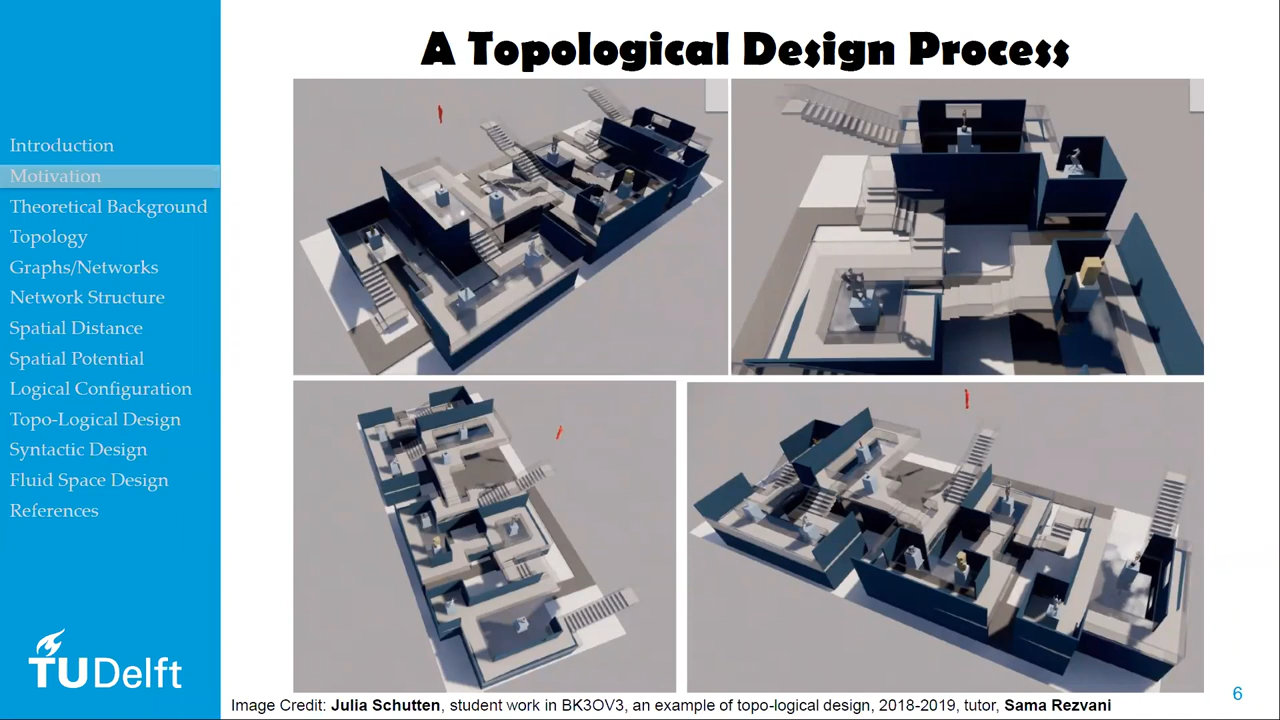 A Topological Design Process
Introduction
Motivation
Theoretical Background
Topology
Graphs/Networks
Network Structure
Spatial Distance
Spatial Potential
Logical Configuration
Topo-Logical Design
Syntactic Design
Fluid Space Design
References
TUDelft
Image Credit: Julia Schutten, student work in BK3OV3, an example of topo-logical design, 2018-2019, tutor, Sama Rezvani
6